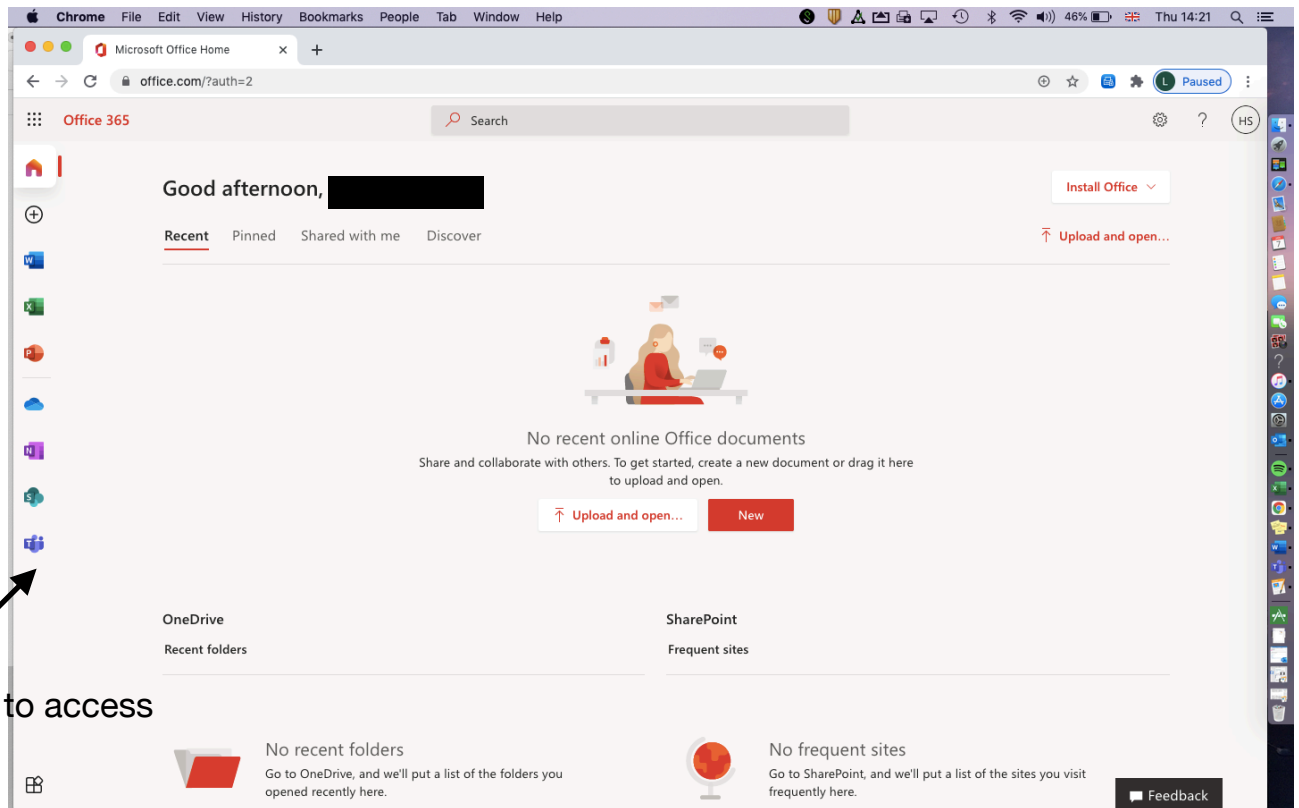 Chrome File Edit View History Bookmarks People Tab Window Help 46% Thu 14:21
Microsoft Office Home
office.com/?auth=2 L Paused
Office 365 Search ? HS
Good afternoon,
Install Office
Recent Pinned Shared with me Discover
Upload and open...
No recent online Office documents
Share and collaborate with others. To get started, create a new document or drag it here
to upload and open.
Upload and open... New
OneDrive
Recent folders
SharePoint
Frequent sites
to access
No recent folders
Go to OneDrive, and we'll put a list of the folders you
opened recently here.
No frequent sites
Go to SharePoint, and we'll put a list of the sites you visit
frequently here.
Feedback